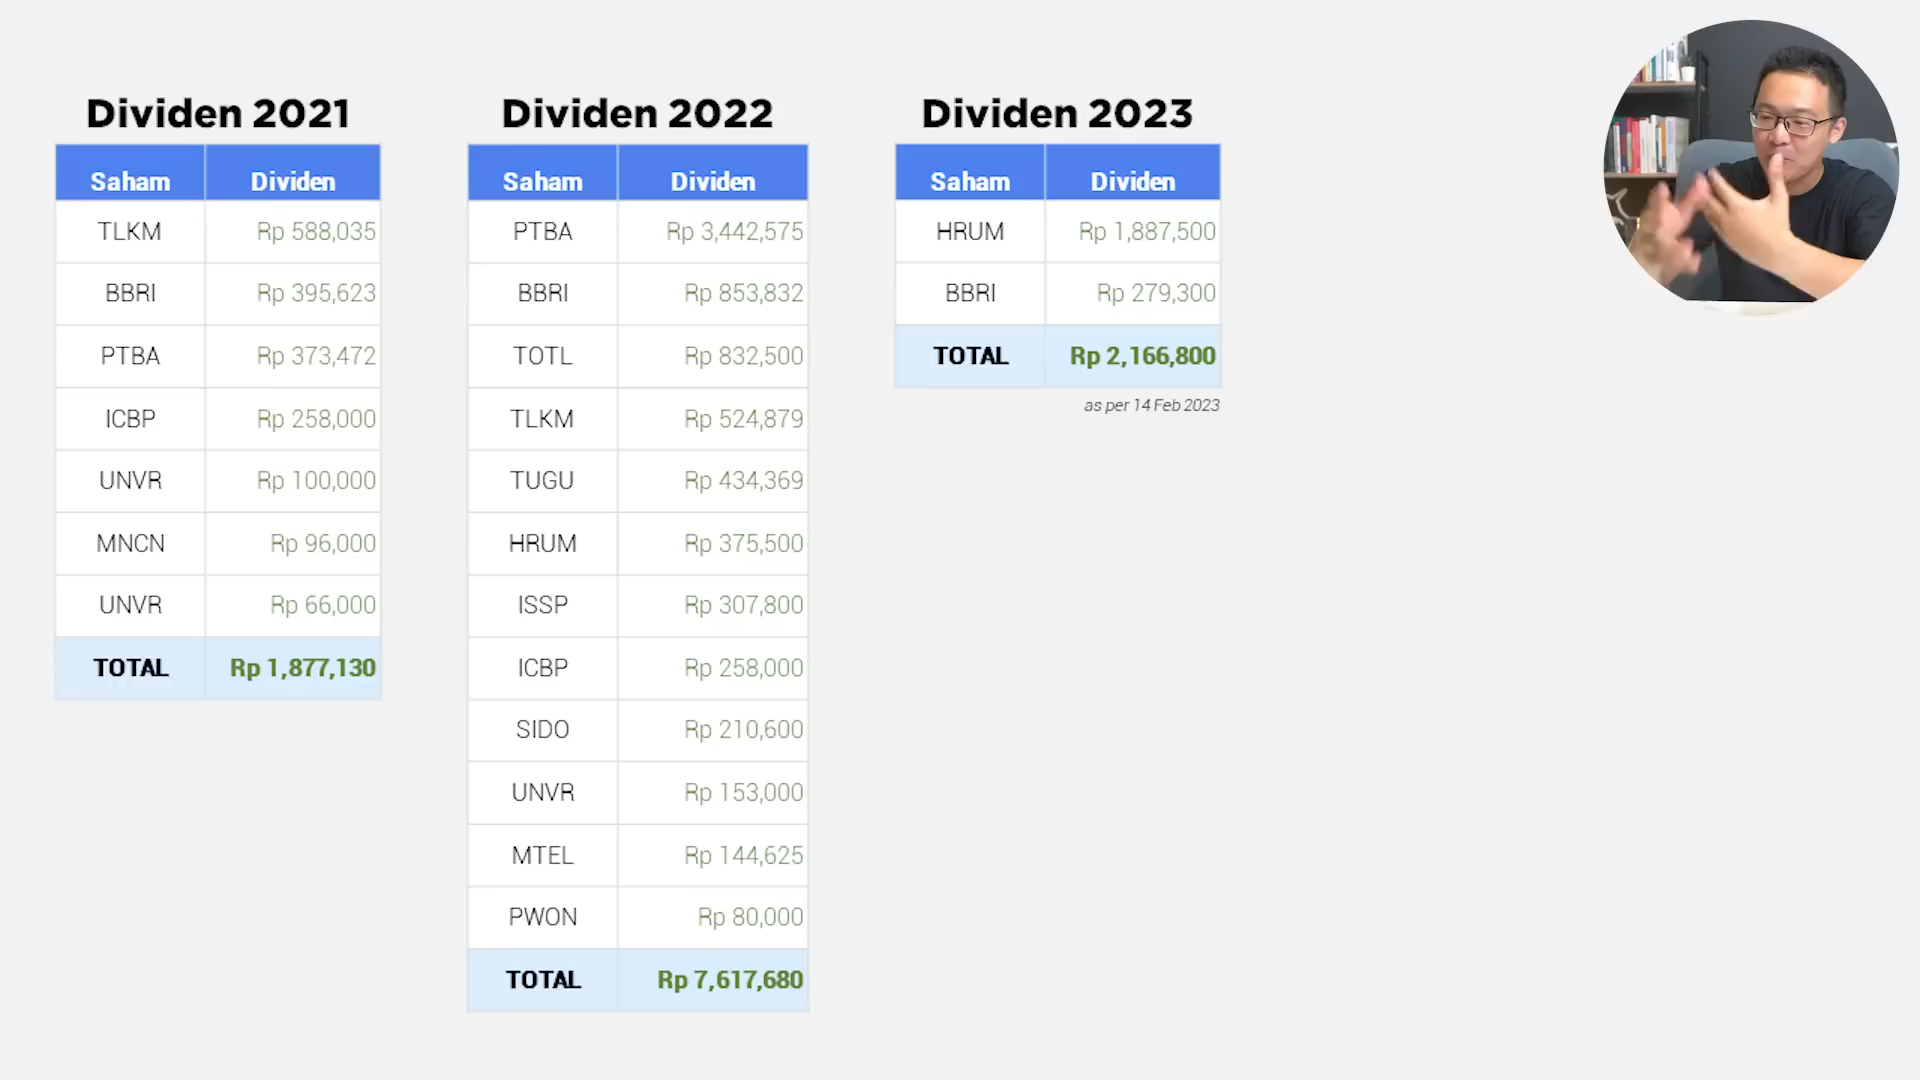 Dividen 2021
Saham Dividen
TLKM Rp 588,035
BBRI Rp 395,623
PTBA Rp 373,472
ICBP Rp 258,000
UNVR Rp 100,000
MNCN Rp 96,000
UNVR Rp 66,000
TOTAL Rp 1,877,130
Dividen 2022
Saham Dividen
PTBA Rp 3,442,575
BBRI Rp 853,832
TOTL Rp 832,500
TLKM Rp 524,879
TUGU Rp 434,369
HRUM Rp 375,500
ISSP Rp 307,800
ICBP Rp 258,000
SIDO Rp 210,600
UNVR Rp 153,000
MTEL Rp 144,625
PWON Rp 80,000
TOTAL Rp 7,617,680
Dividen 2023
Saham Dividen
HRUM Rp 1,887,500
BBRI Rp 279,300
TOTAL Rp 2,166,800
as per 14 Feb 2023